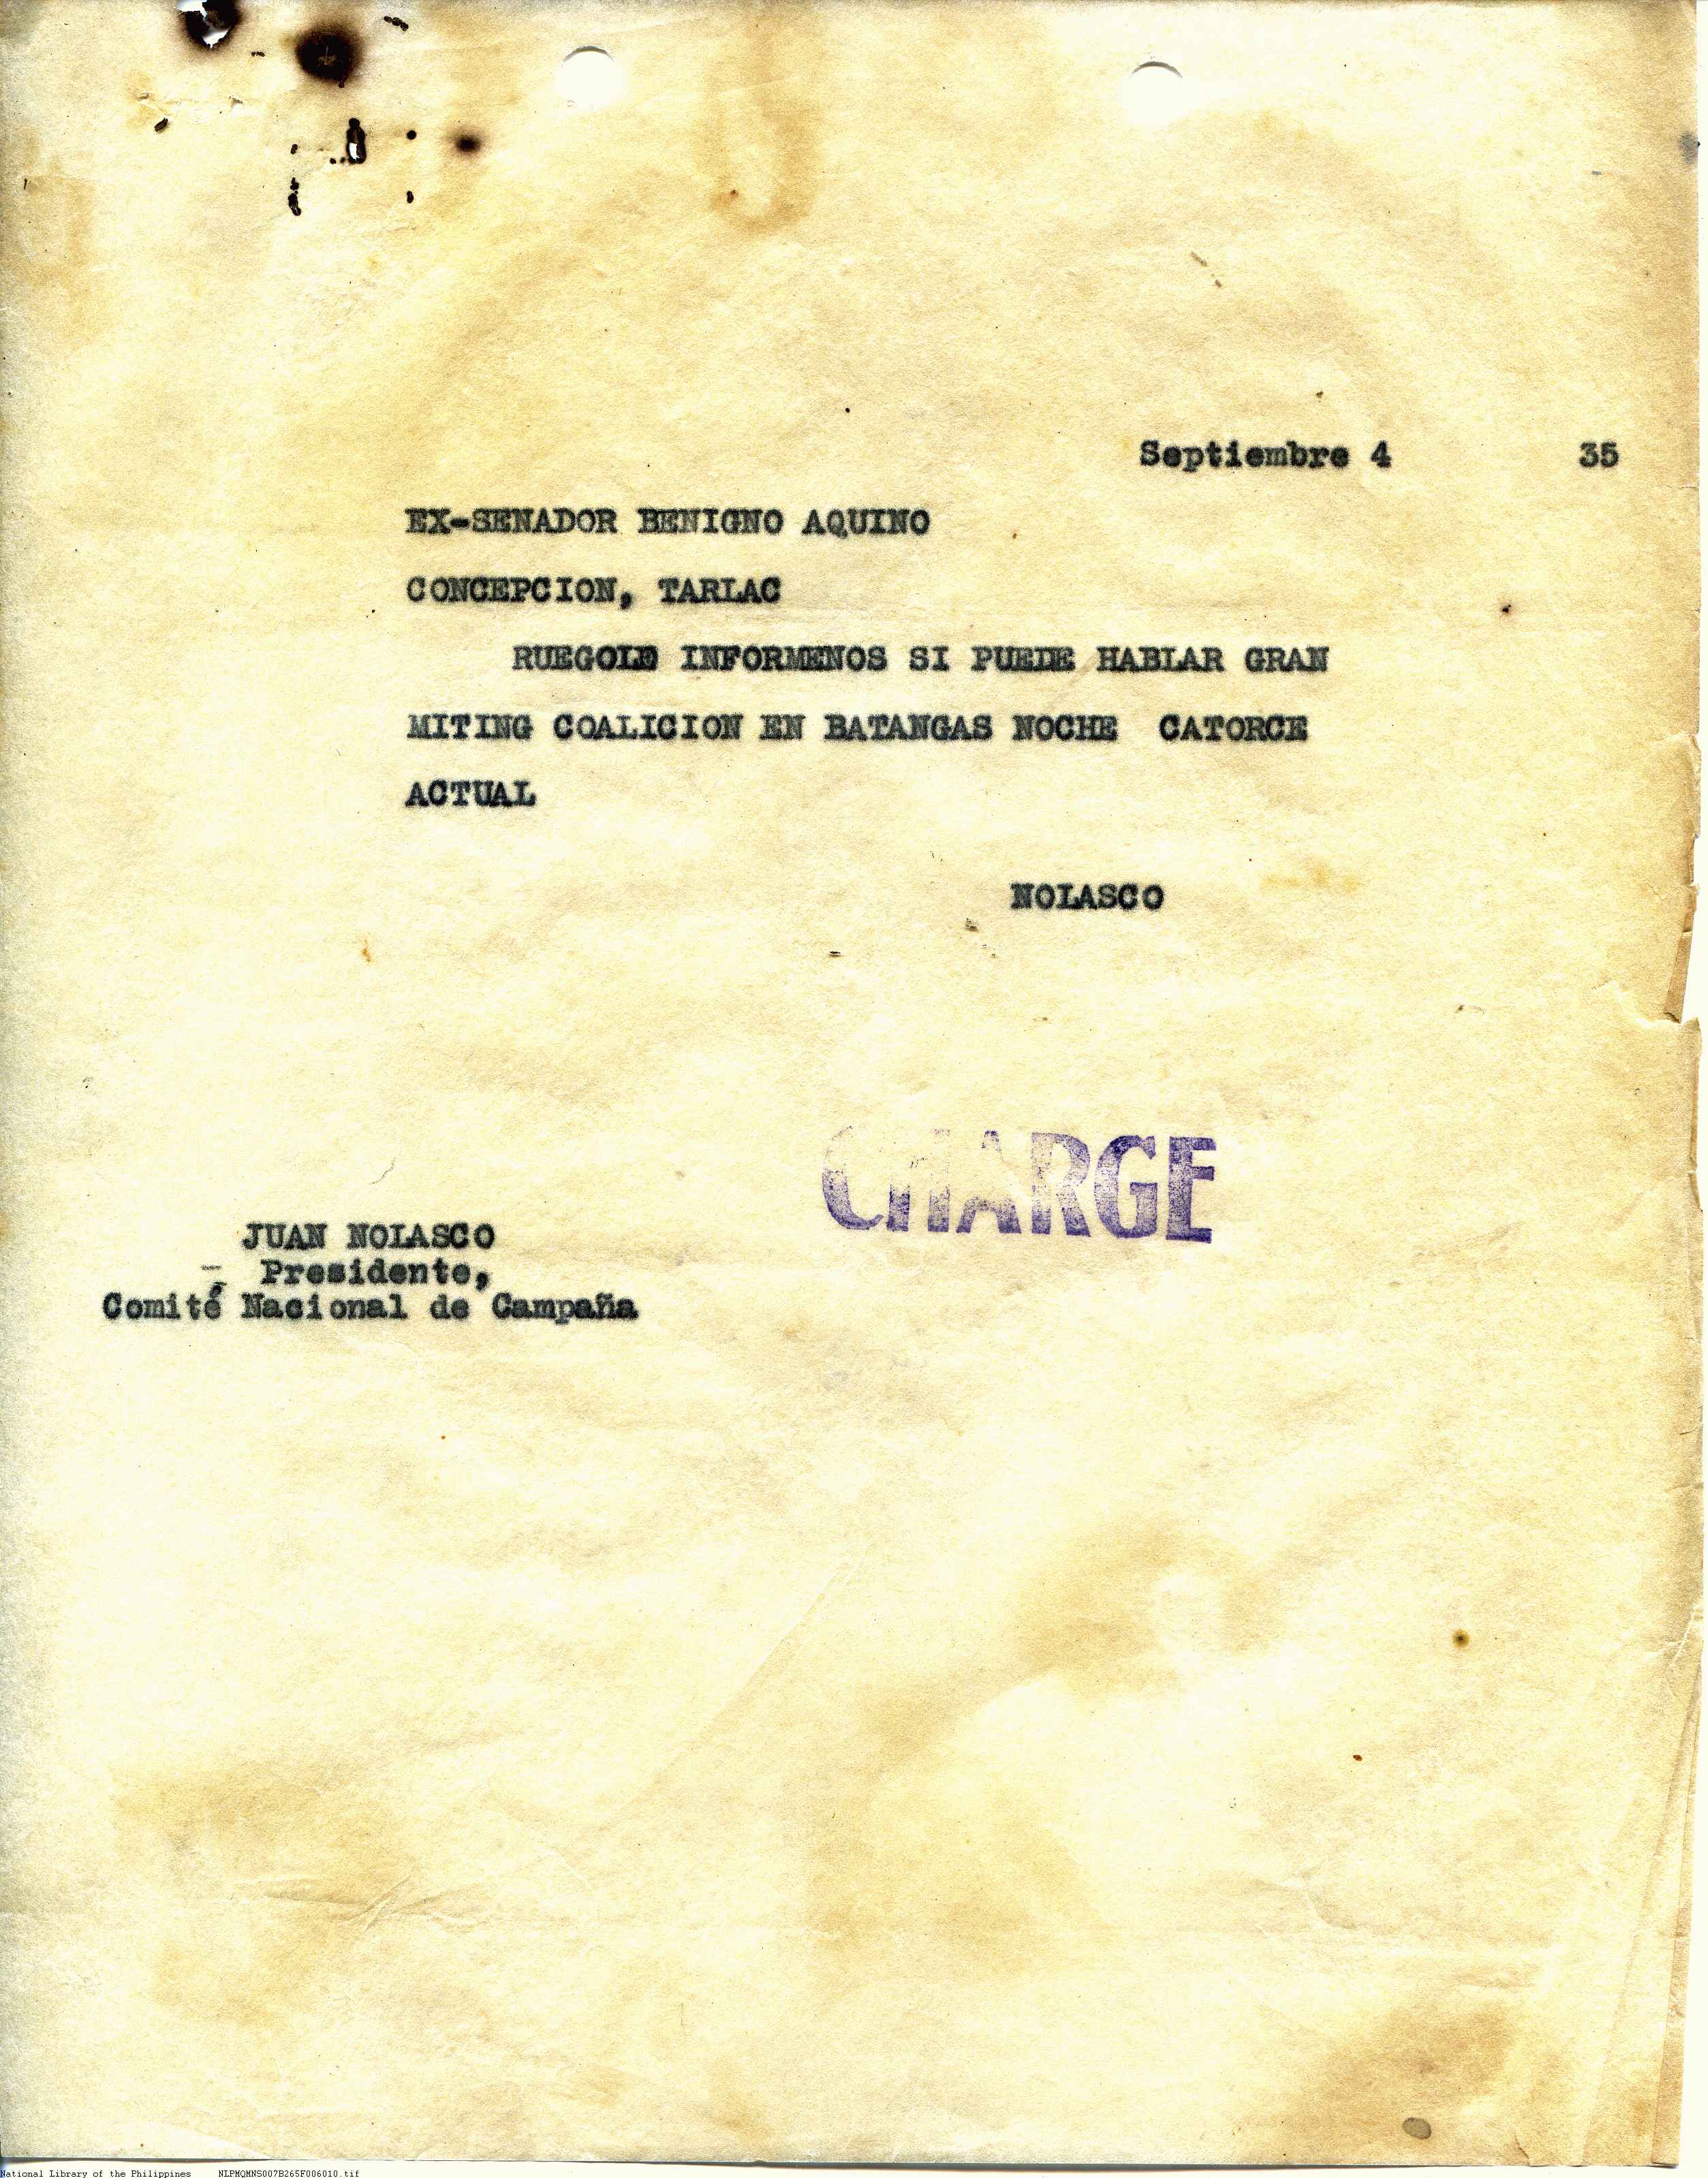 Septiembre 4 35
EX-SENADOR BENIGNO AQUINO
CONCEPCION, TARLAC
RUEGOLE INFORMENOS SI PUEDE HABLAR GRAN
MITING COALICION EN BATANGAS NOCHE CATORCE
ACTUAL
NOLASCO
CHARGE
JUAN NOLASCO
Presidente,
Comité Nacional de Campaña
National Library of the Philippines NLPMQMNS007B265F006010.tif